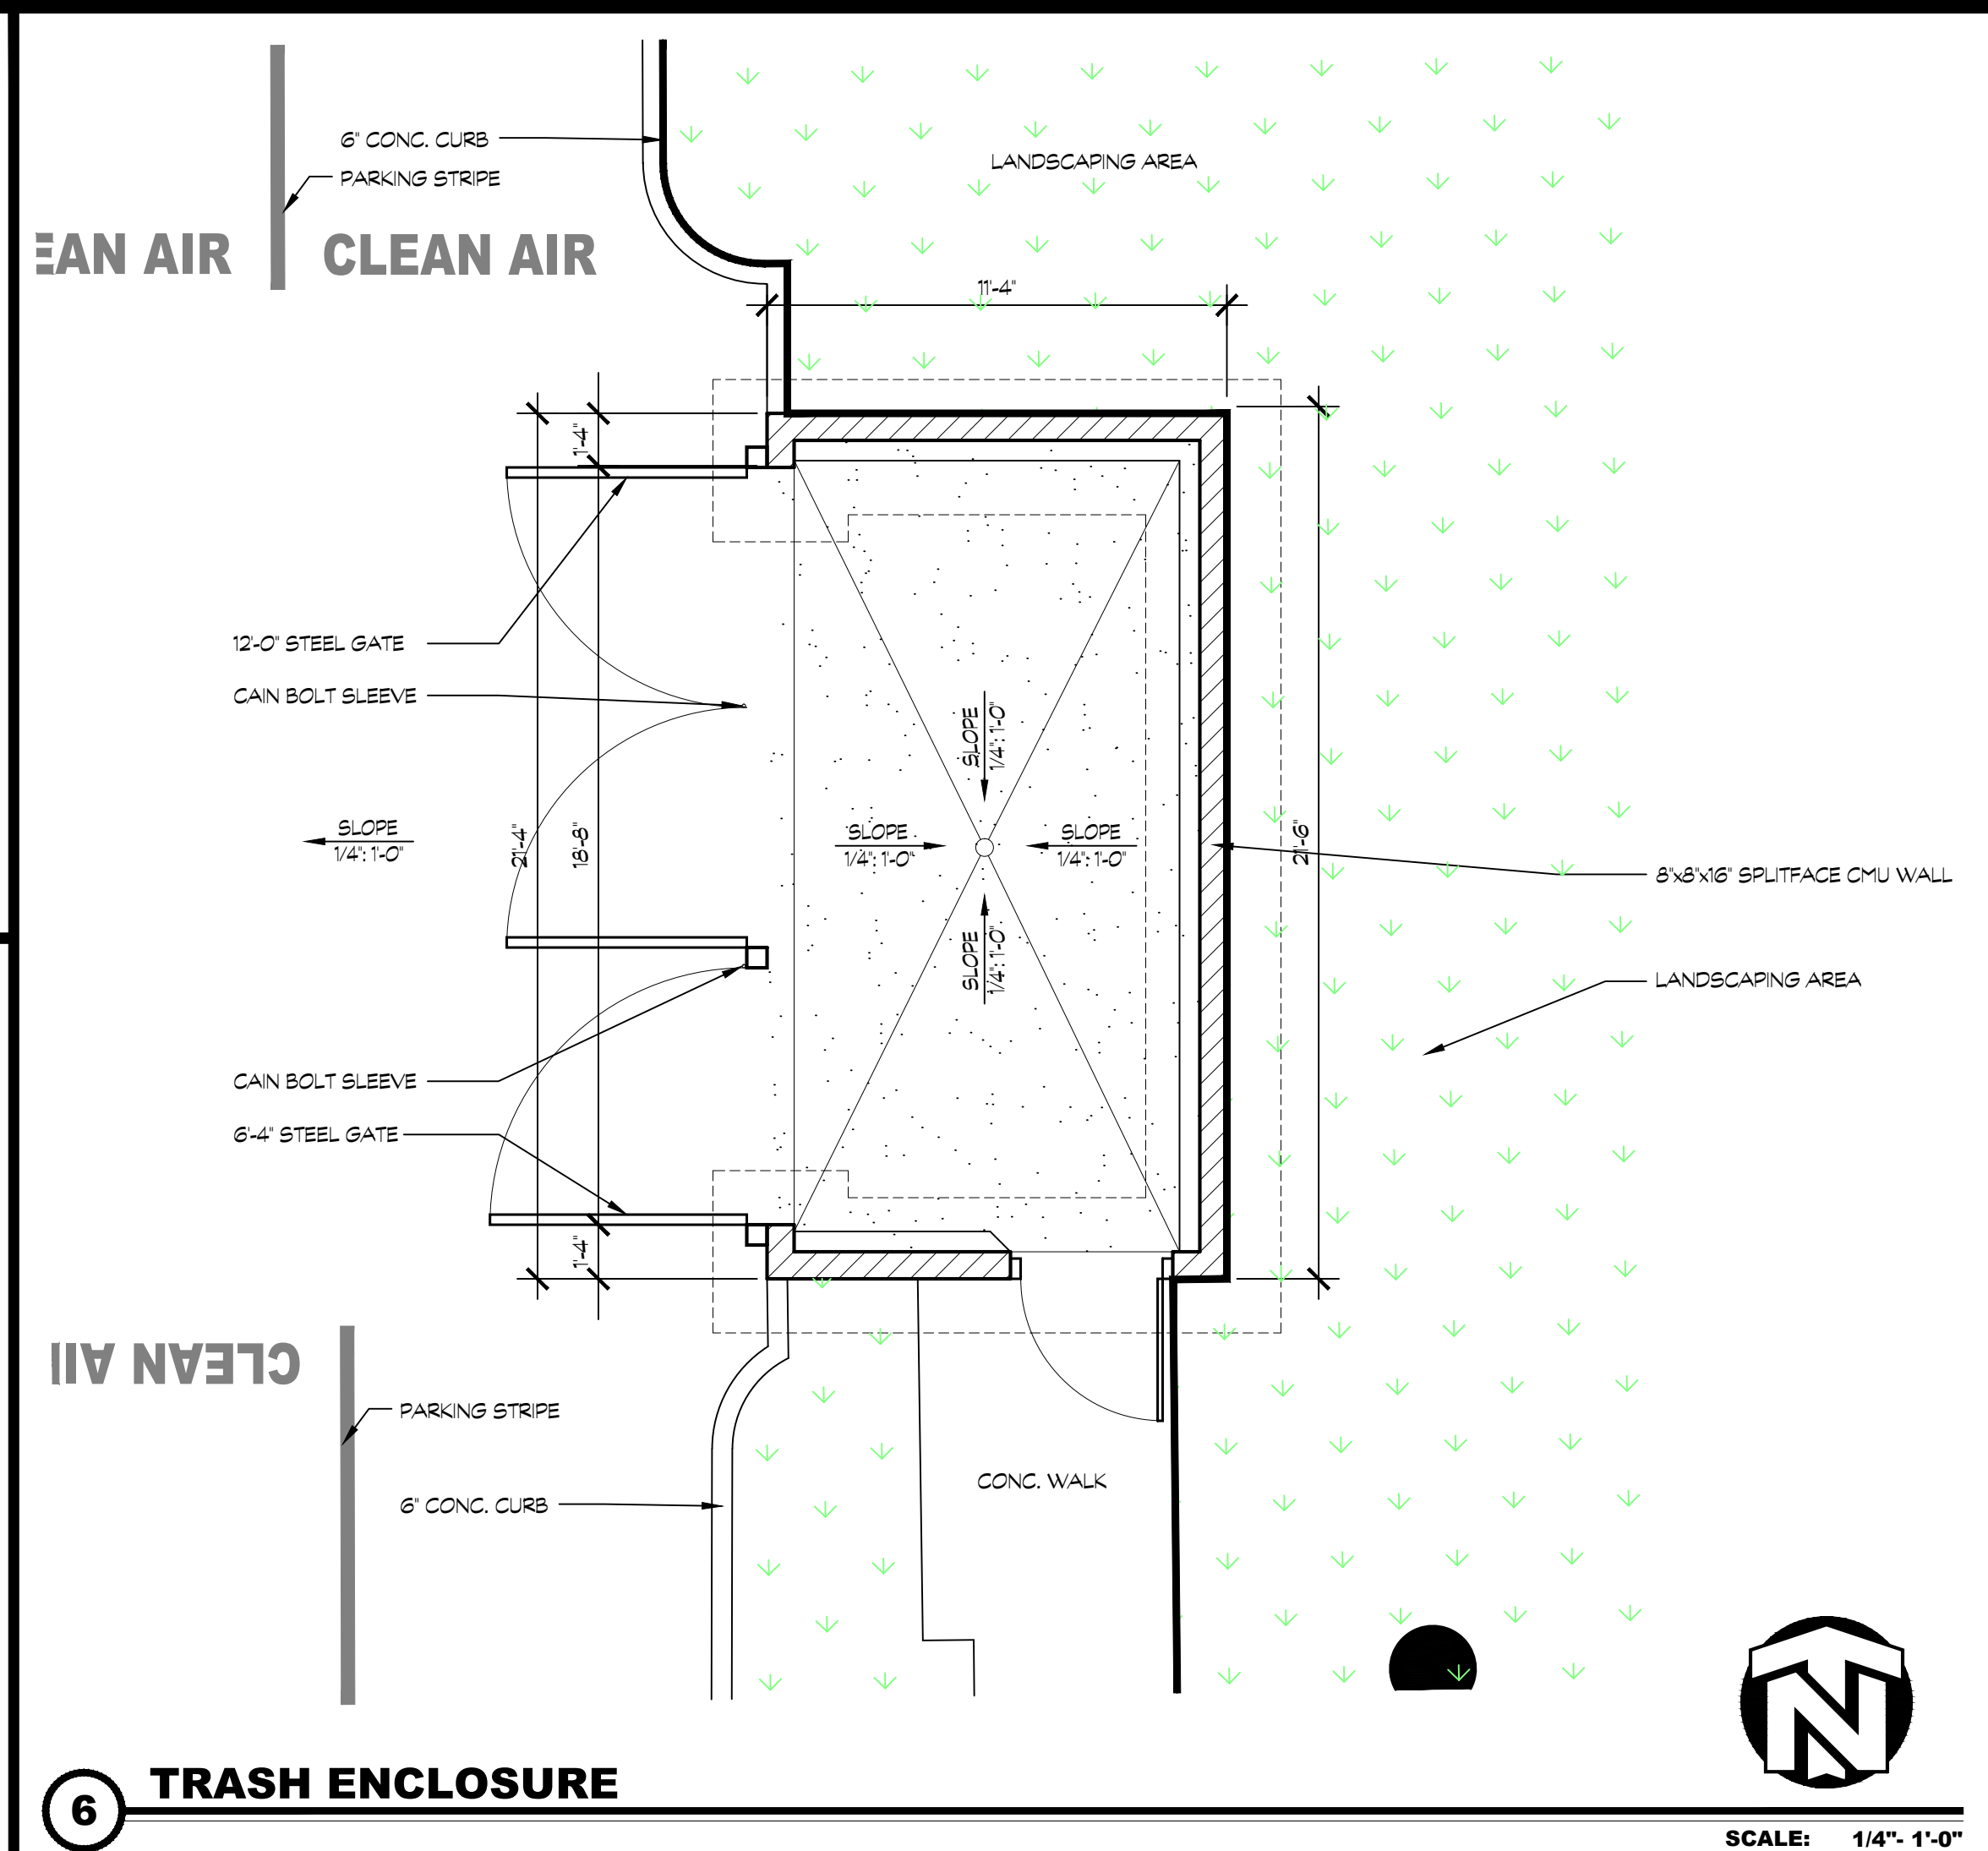 6" CONC. CURB
PARKING STRIPE
LANDSCAPING AREA
EAN AIR
CLEAN AIR
11'-4"
1'-4"
12'-0" STEEL GATE
CAIN BOLT SLEEVE
SLOPE
1/4": 1'-0"
SLOPE
1/4": 1'-0"
21'-4"
18'-8"
SLOPE
1/4": 1'-0"
SLOPE
1/4": 1'-0"
21'-6"
8"x8"x16" SPLITFACE CMU WALL
SLOPE
1/4": 1'-0"
LANDSCAPING AREA
CAIN BOLT SLEEVE
6'-4" STEEL GATE
1'-4"
CLEAN AI
PARKING STRIPE
CONC. WALK
6" CONC. CURB
N
6
TRASH ENCLOSURE
SCALE: 1/4"- 1'-0"